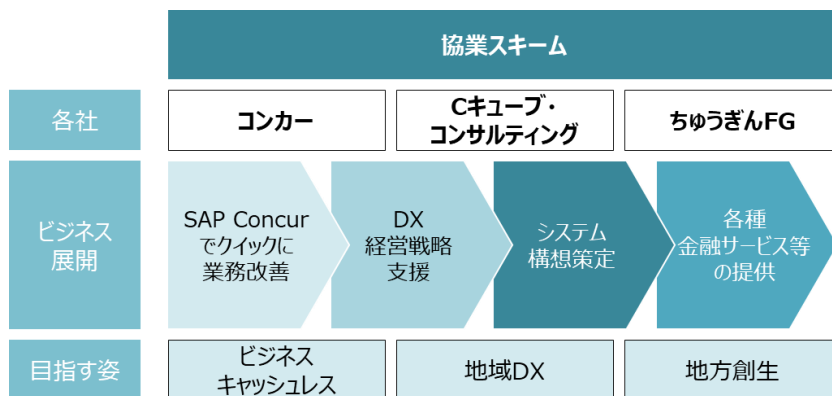 協業スキーム
各社
コンカー
Cキューブ・
コンサルティング
ちゅうぎんFG
ビジネス
展開
SAP Concur
でクイックに
業務改善
DX
経営戦略
支援
システム
構想策定
各種
金融サービス等
の提供
目指す姿
ビジネス
キャッシュレス
地域DX
地方創生